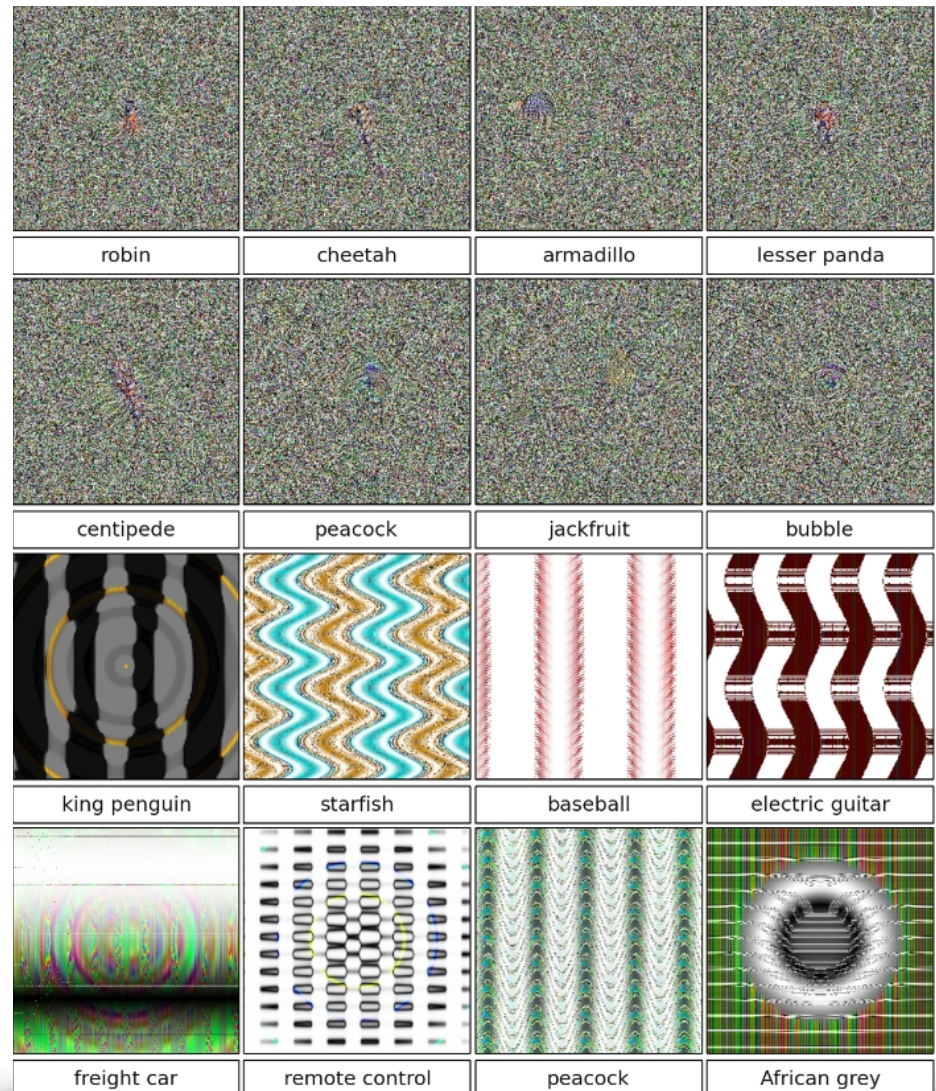 robin
cheetah
armadillo
lesser panda
centipede
peacock
jackfruit
bubble
king penguin
starfish
baseball
electric guitar
freight car
remote control
peacock
African grey